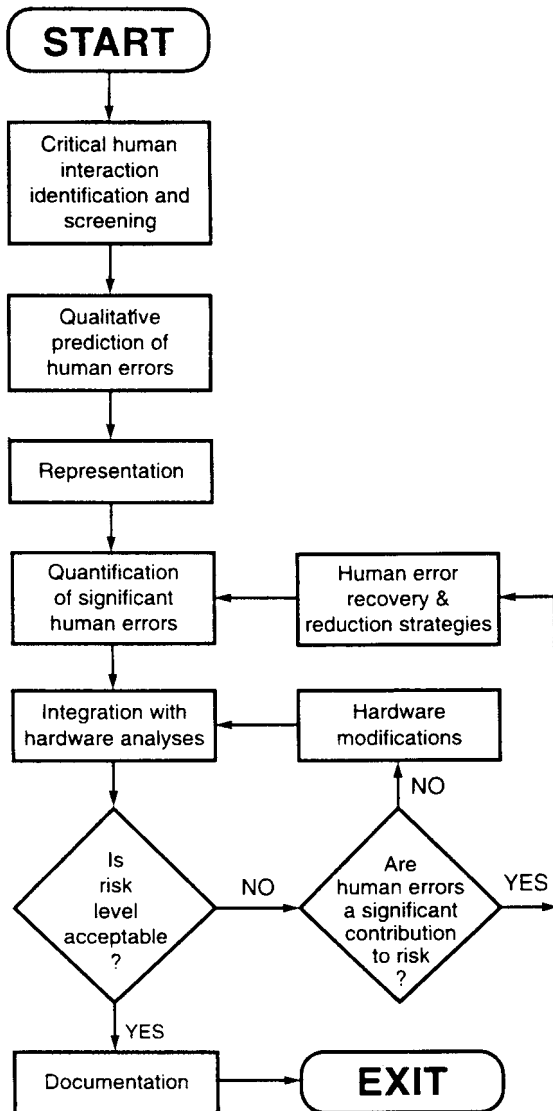 START
Critical human
interaction
identification and
screening
Qualitative
prediction of
human errors
Representation
Quantification
of significant
human errors
Human error
recovery &
reduction strategies
Integration with
hardware analyses
Hardware
modifications
NO
Is
risk
level
acceptable
?
NO
Are
human errors
a significant
contribution
to risk
?
YES
YES
Documentation
EXIT